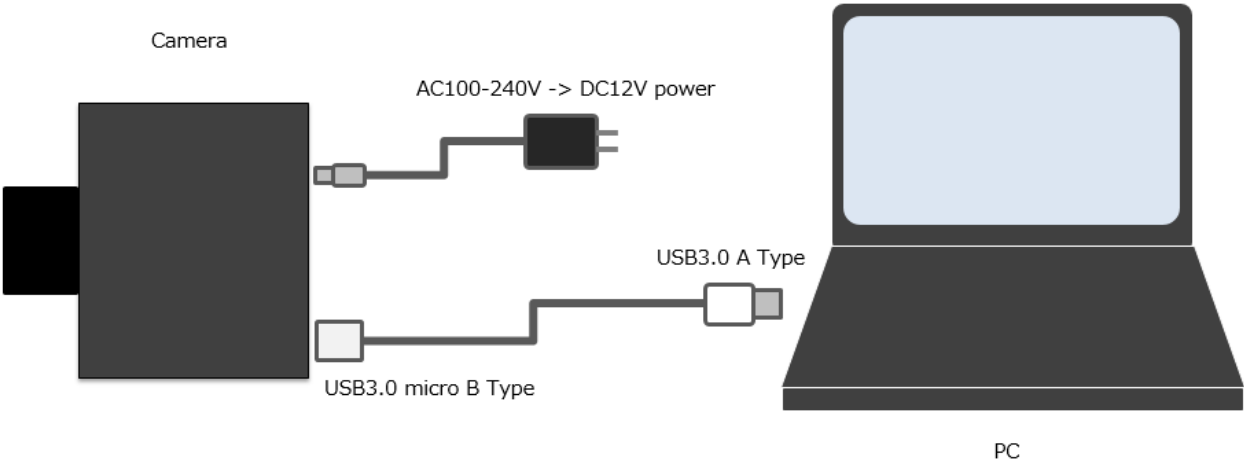 Camera
AC100-240V -> DC12V power
USB3.0 A Type
USB3.0 micro B Type
PC